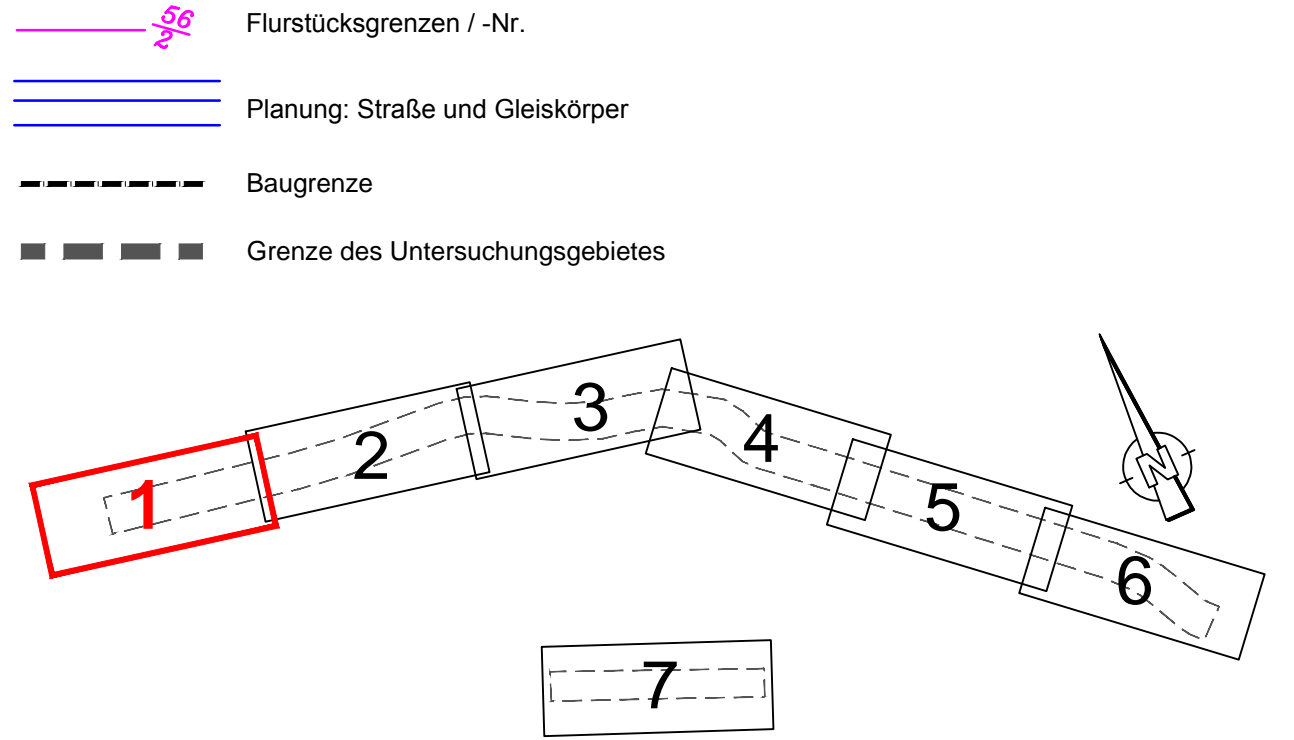 56
2
Flurstücksgrenzen / -Nr.
Planung: Straße und Gleiskörper
Baugrenze
Grenze des Untersuchungsgebietes
1
2
3
4
5
6
7
N